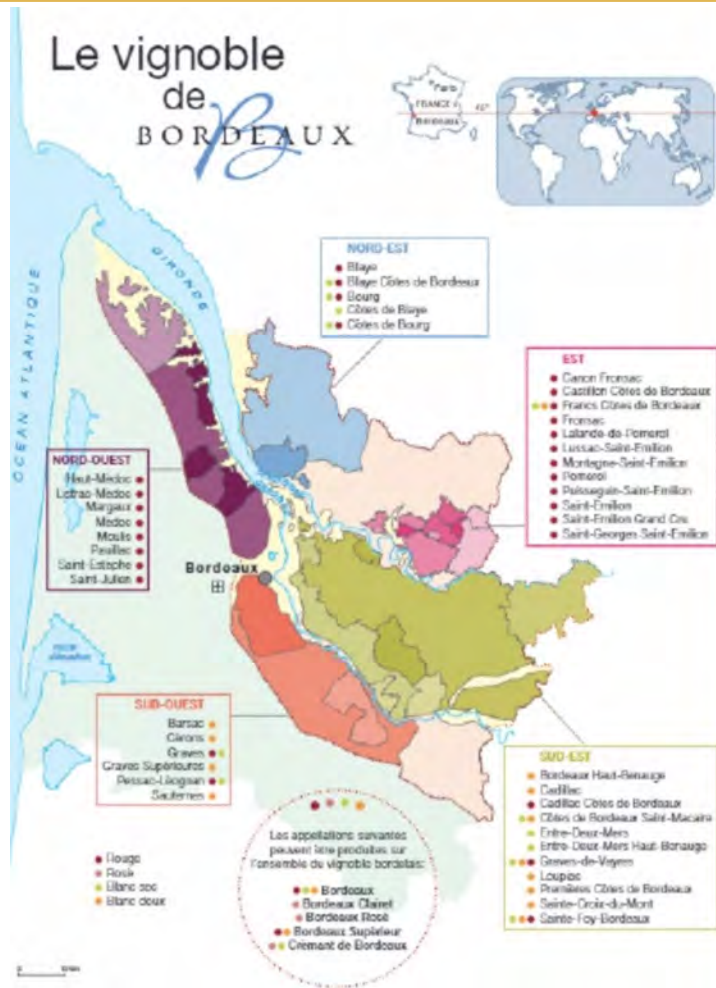 Le vignoble
de
BORDEAUX
Paris
FRANCE
45°
Bordeaux
OCEAN ATLANTIQUE
GIRONDE
NORD-EST
Blaye
Blaye Côtes de Bordeaux
Bourg
Côtes de Blaye
Côtes de Bourg
EST
Canon Fronsac
Castillon Côtes de Bordeaux
Francs Côtes de Bordeaux
Fronsac
Lalande-de-Pomerol
Lussac-Saint-Emilion
Montagne-Saint-Emilion
Pomerol
Puisseguin-Saint-Emilion
Saint-Emilion
Saint-Emilion Grand Cru
Saint-Georges-Saint-Emilion
NORD-OUEST
Haut-Médoc
Listrac-Médoc
Margaux
Médoc
Moulis
Pauillac
Saint-Estèphe
Saint-Julien
Bordeaux
SUD-OUEST
Barsac
Cérons
Graves
Graves Supérieures
Pessac-Léognan
Sauternes
SUD-EST
Bordeaux Haut-Benauge
Cadillac
Cadillac Côtes de Bordeaux
Côtes de Bordeaux Saint-Macaire
Entre-Deux-Mers
Entre-Deux-Mers Haut-Benauge
Graves-de-Vayres
Loupiac
Premières Côtes de Bordeaux
Sainte-Croix-du-Mont
Sainte-Foy-Bordeaux
Rouge
Rosé
Blanc sec
Blanc doux
Les appellations suivantes
peuvent être produites sur
l'ensemble du vignoble bordelais:
Bordeaux
Bordeaux Clairet
Bordeaux Rosé
Bordeaux Supérieur
Crémant de Bordeaux
0